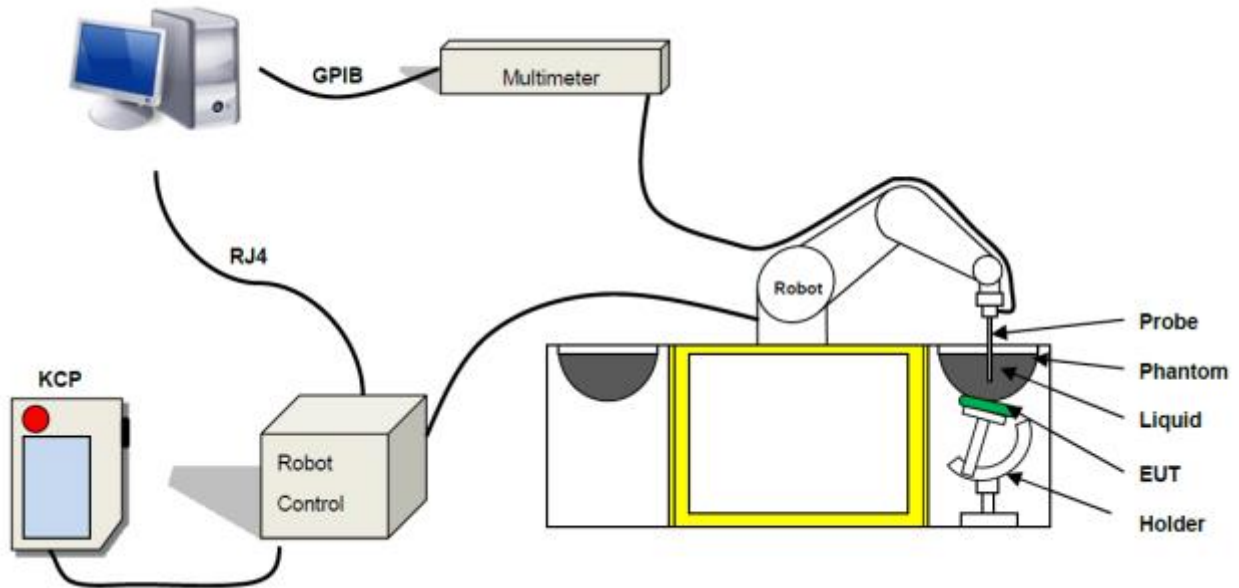 GPIB
Multimeter
RJ4
Robot
Probe
Phantom
KCP
Liquid
Robot
Control
EUT
Holder